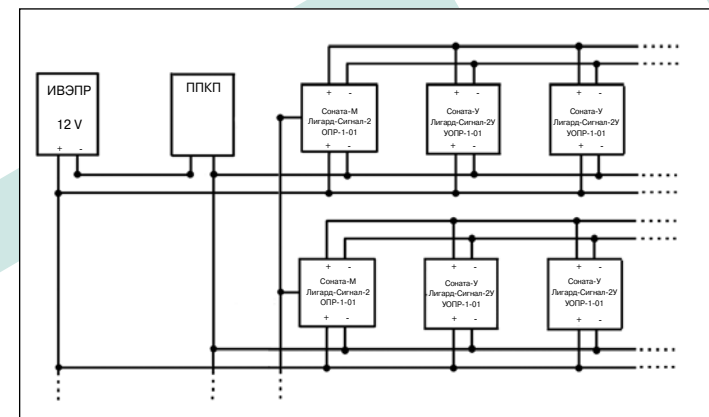 ИВЭПР
12 V
+ -
ППКП
+ -
Соната-М
Лигард-Сигнал-2
ОПР-1-01
+ -
+ -
Соната-У
Лигард-Сигнал-2У
УОПР-1-01
+ -
+ -
Соната-У
Лигард-Сигнал-2У
УОПР-1-01
+ -
+ -
Соната-М
Лигард-Сигнал-2
ОПР-1-01
+ -
+ -
Соната-У
Лигард-Сигнал-2У
УОПР-1-01
+ -
+ -
Соната-У
Лигард-Сигнал-2У
УОПР-1-01
+ -